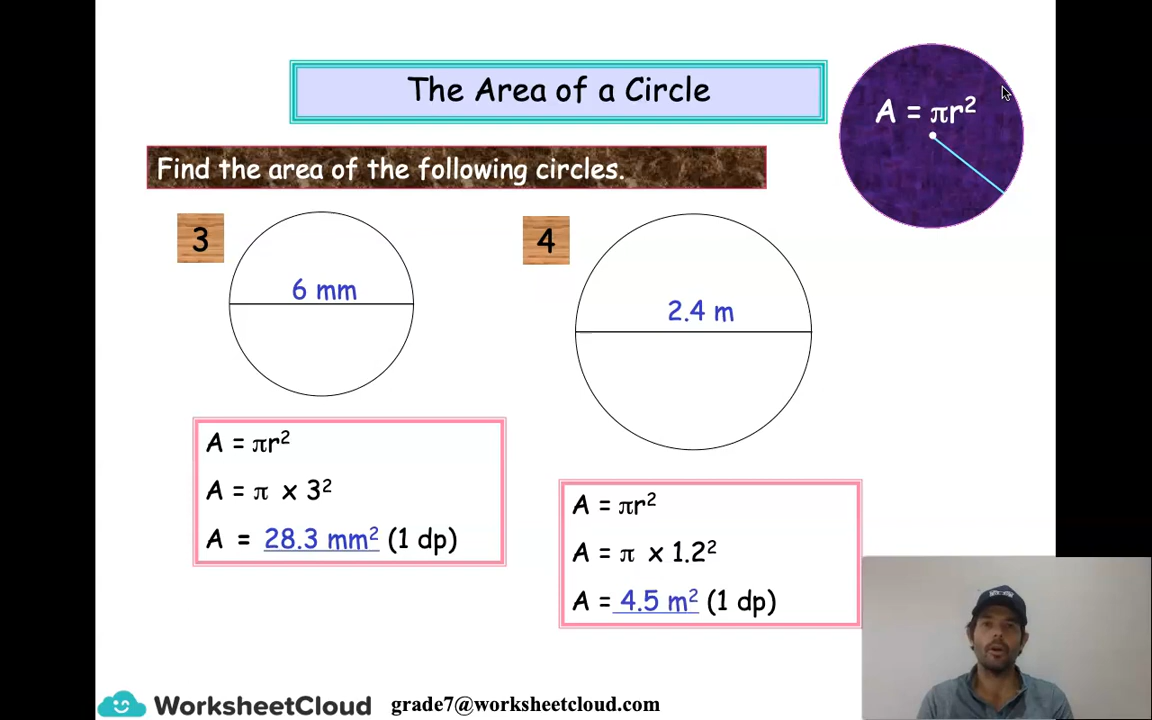 The Area of a Circle
A = πr²
Find the area of the following circles.
3
6 mm
4
2.4 m
A = πr²
A = π x 3²
A = 28.3 mm² (1 dp)
A = πr²
A = π x 1.2²
A = 4.5 m² (1 dp)
WorksheetCloud grade7@worksheetcloud.com